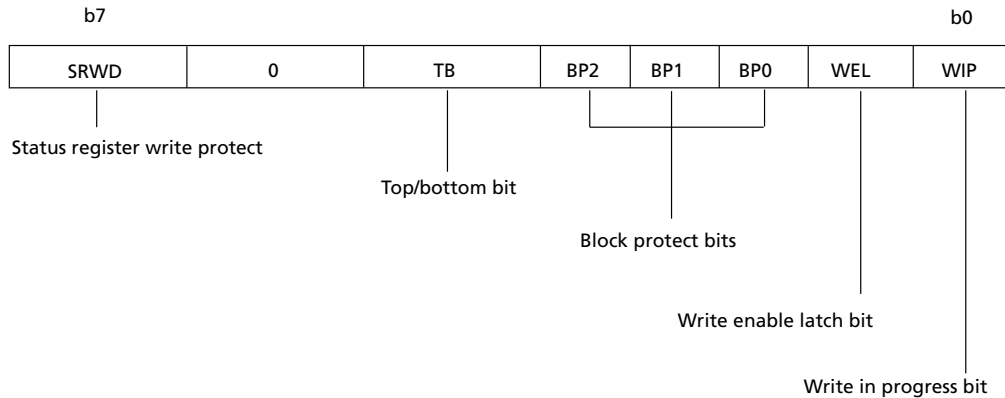 b7 b0
SRWD 0 TB BP2 BP1 BP0 WEL WIP
Status register write protect
Top/bottom bit
Block protect bits
Write enable latch bit
Write in progress bit